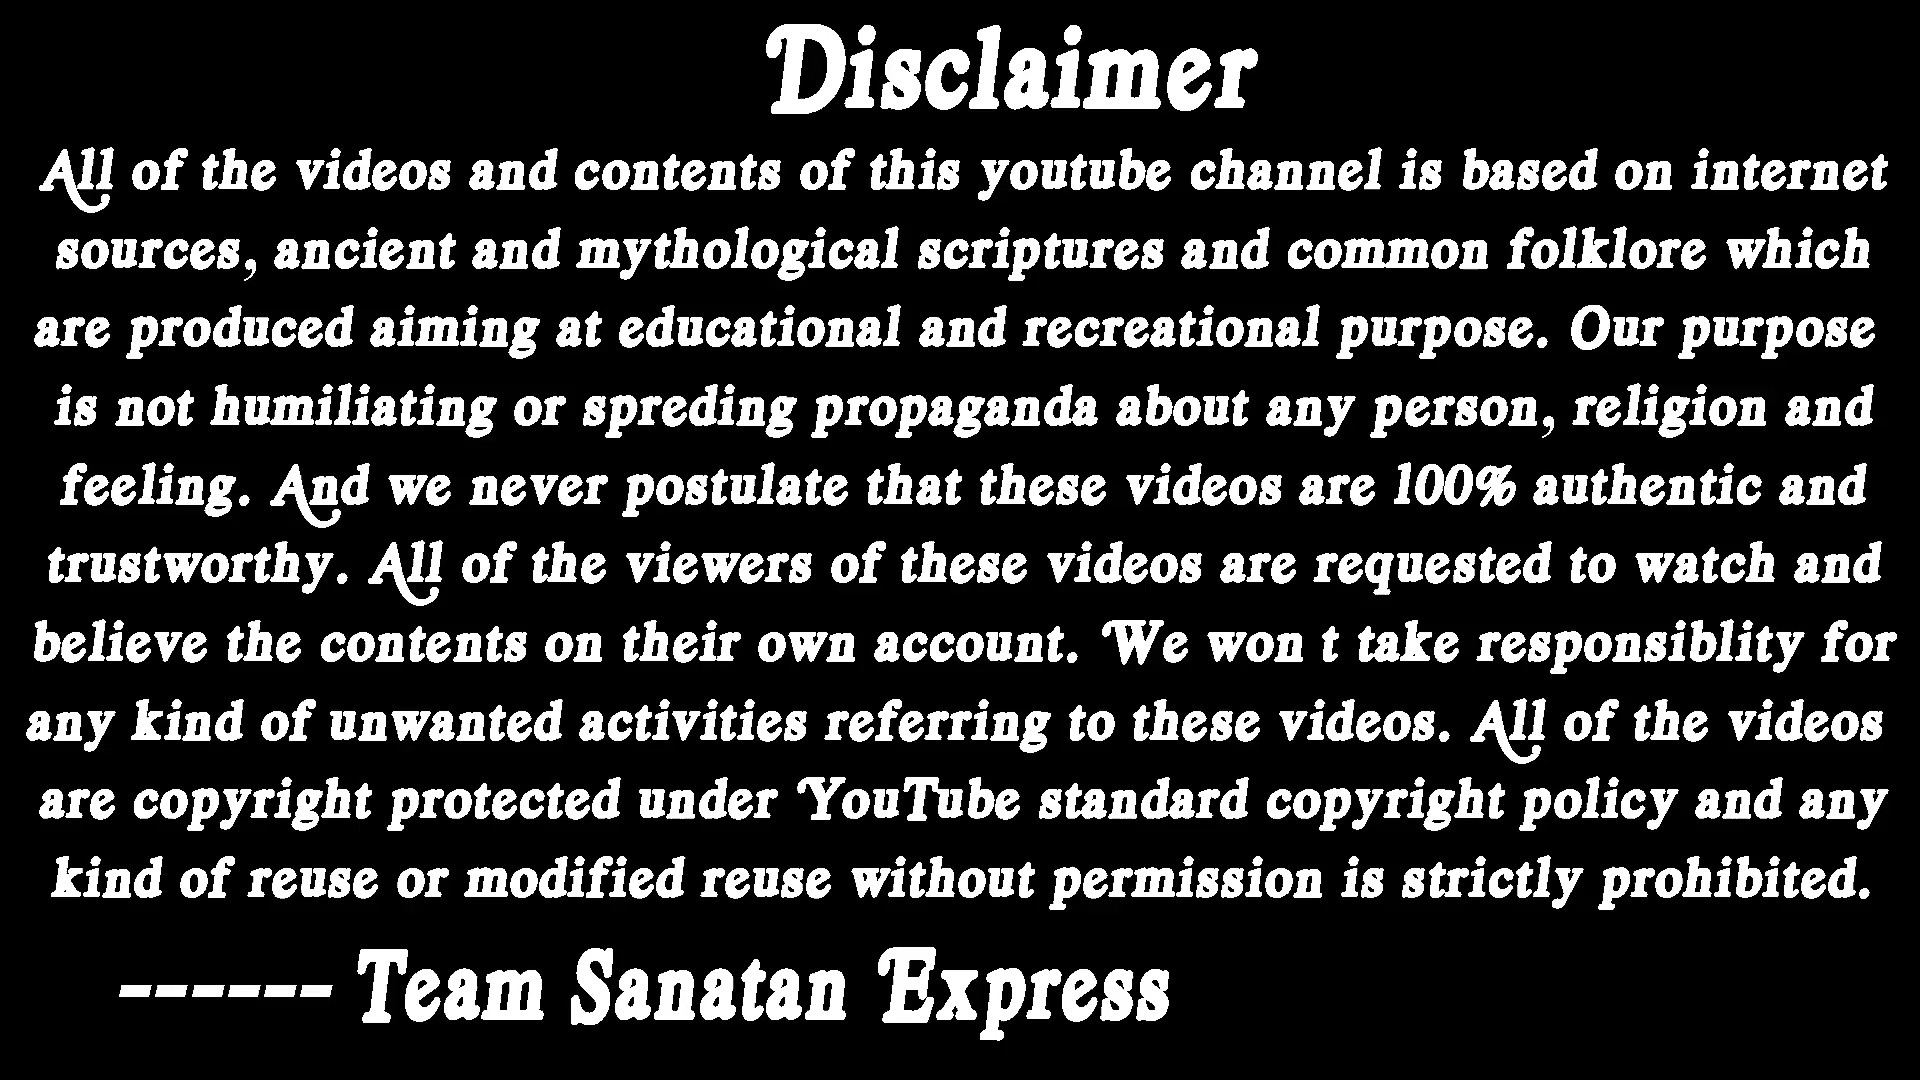 Disclaimer
All of the videos and contents of this youtube channel is based on internet
sources, ancient and mythological scriptures and common folklore which
are produced aiming at educational and recreational purpose. Our purpose
is not humiliating or spreding propaganda about any person, religion and
feeling. And we never postulate that these videos are 100% authentic and
trustworthy. All of the viewers of these videos are requested to watch and
believe the contents on their own account. We won t take responsiblity for
any kind of unwanted activities referring to these videos. All of the videos
are copyright protected under YouTube standard copyright policy and any
kind of reuse or modified reuse without permission is strictly prohibited.
------ Team Sanatan Express